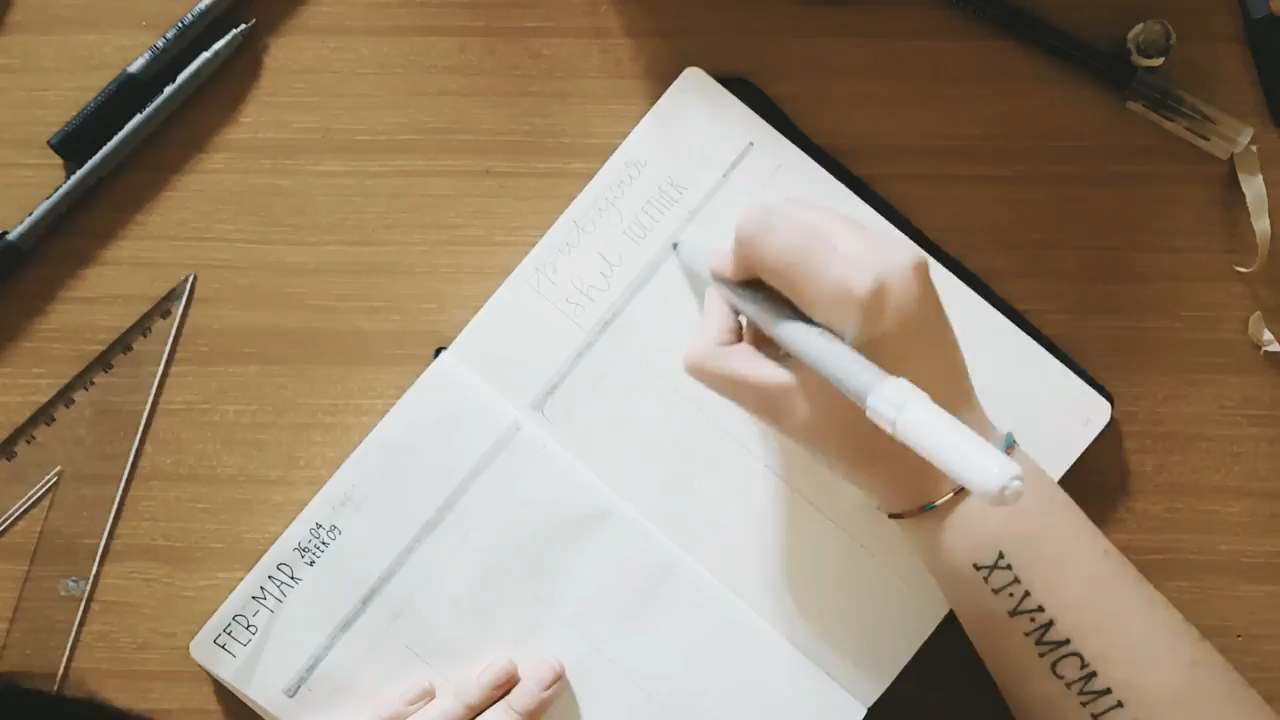 put your
shit TOGETHER
FEB-MAR
26-04
WEEK 09
XI·V·MCMI